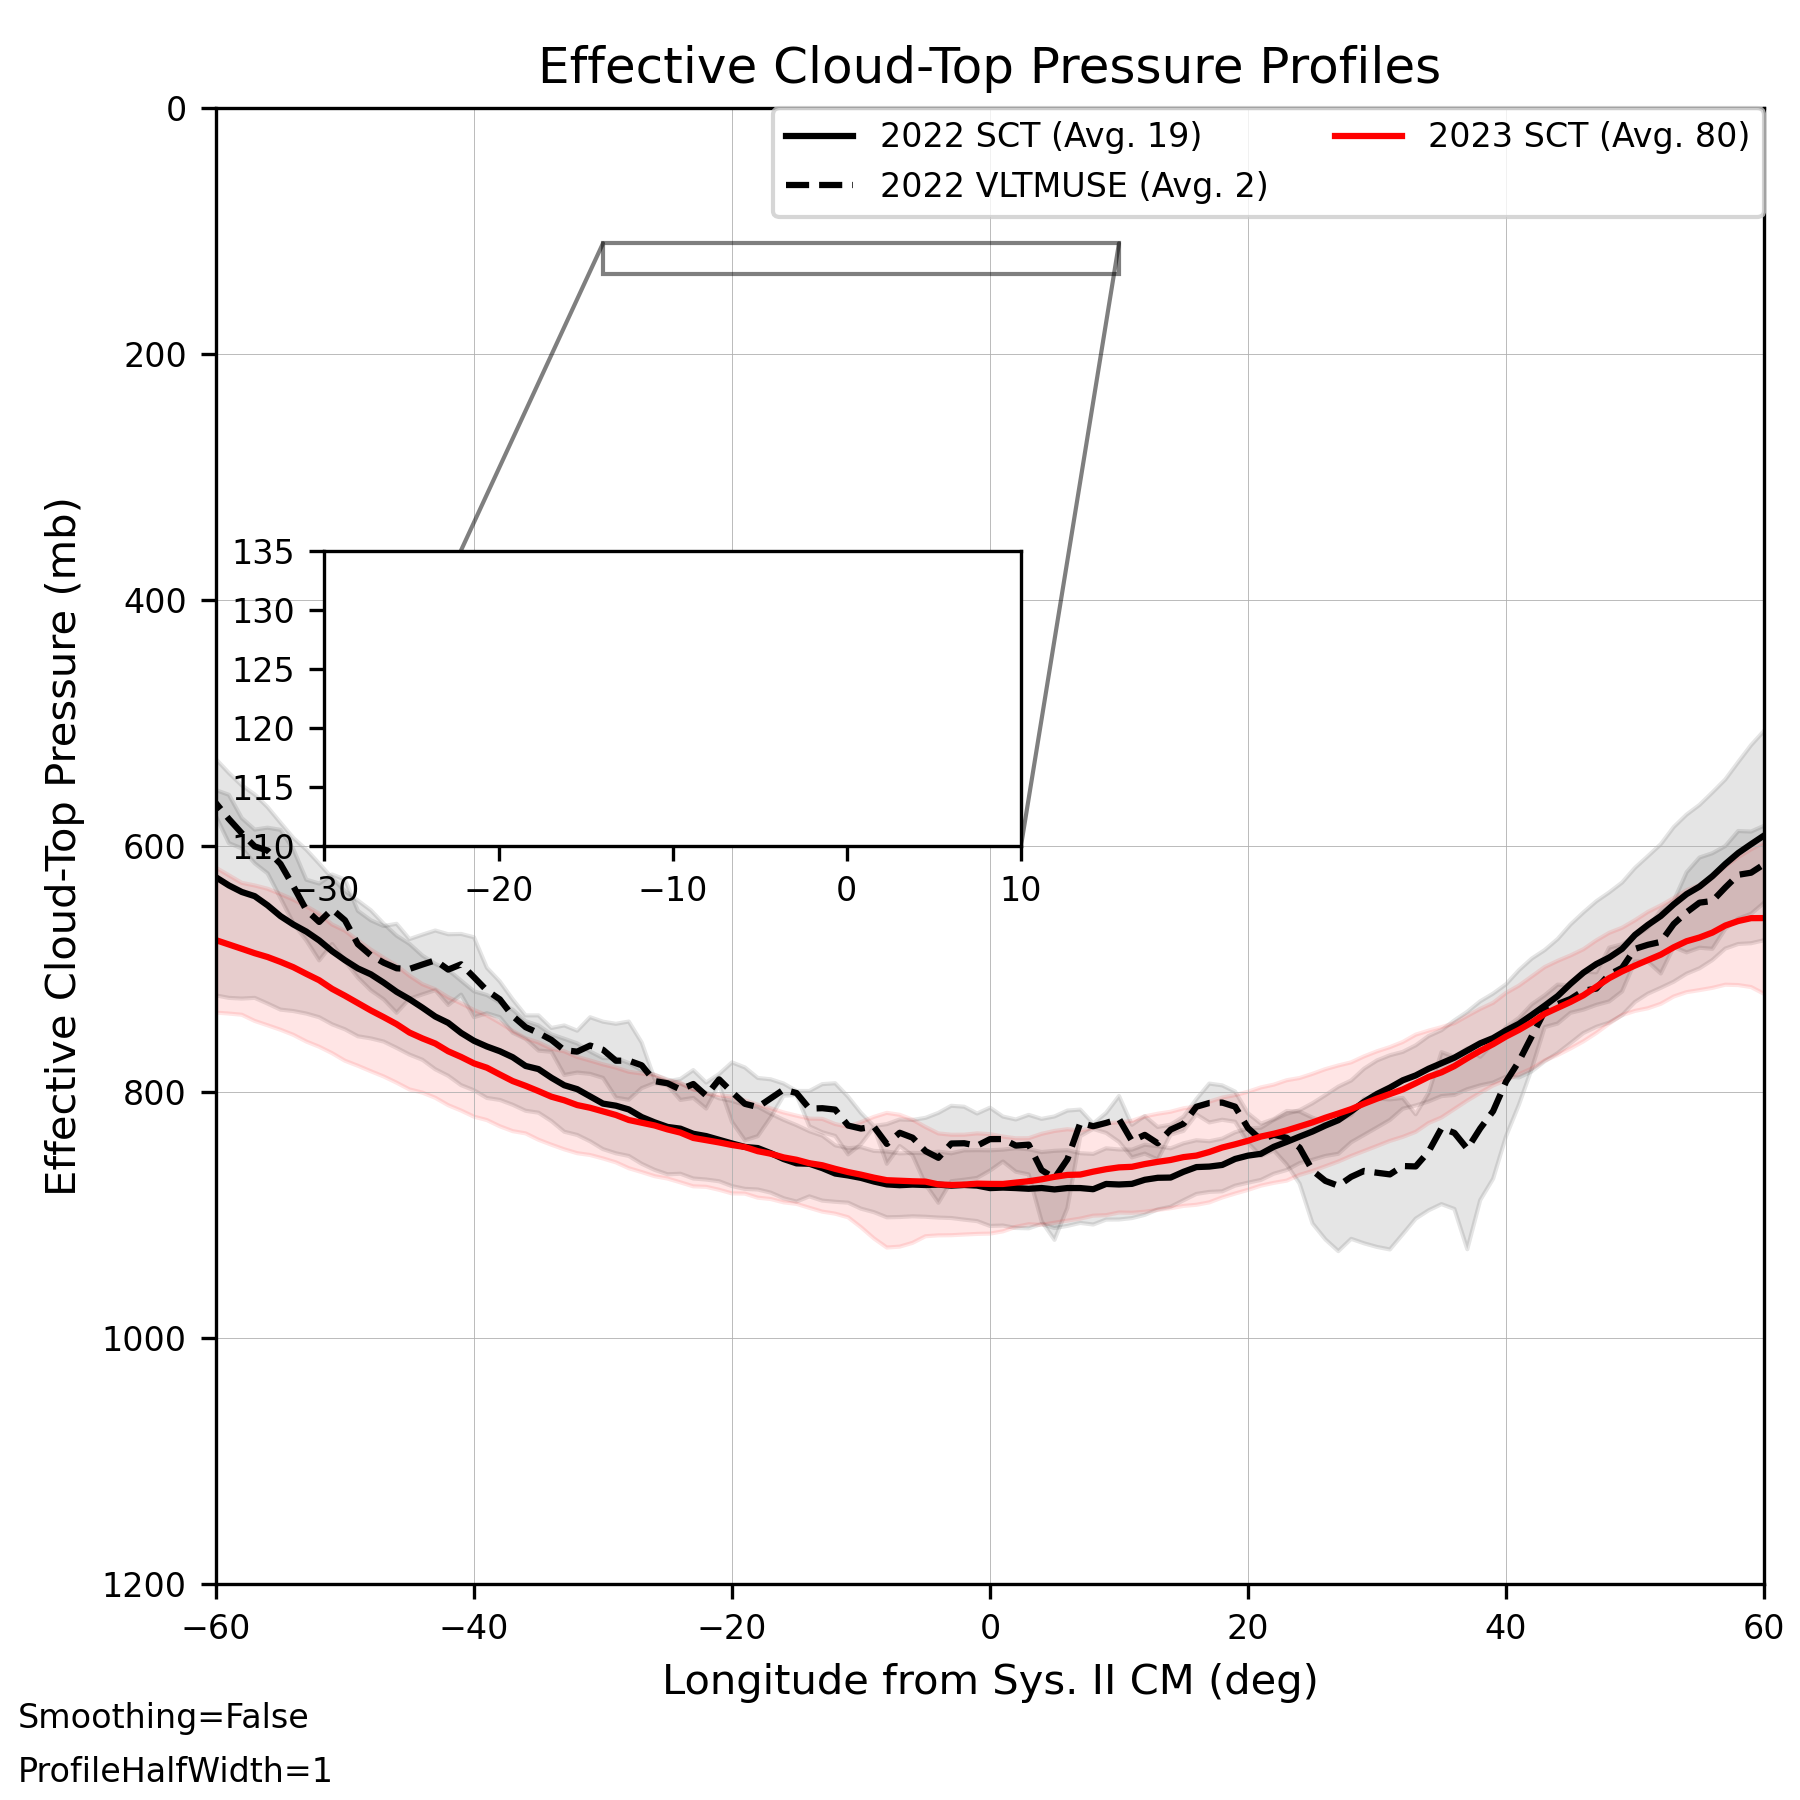 Effective Cloud-Top Pressure Profiles
2022 SCT (Avg. 19)
2022 VLTMUSE (Avg. 2)
2023 SCT (Avg. 80)
Effective Cloud-Top Pressure (mb)
0
200
400
600
800
1000
1200
135
130
125
120
115
110
−30 −20 −10 0 10
−60 −40 −20 0 20 40 60
Longitude from Sys. II CM (deg)
Smoothing=False
ProfileHalfWidth=1